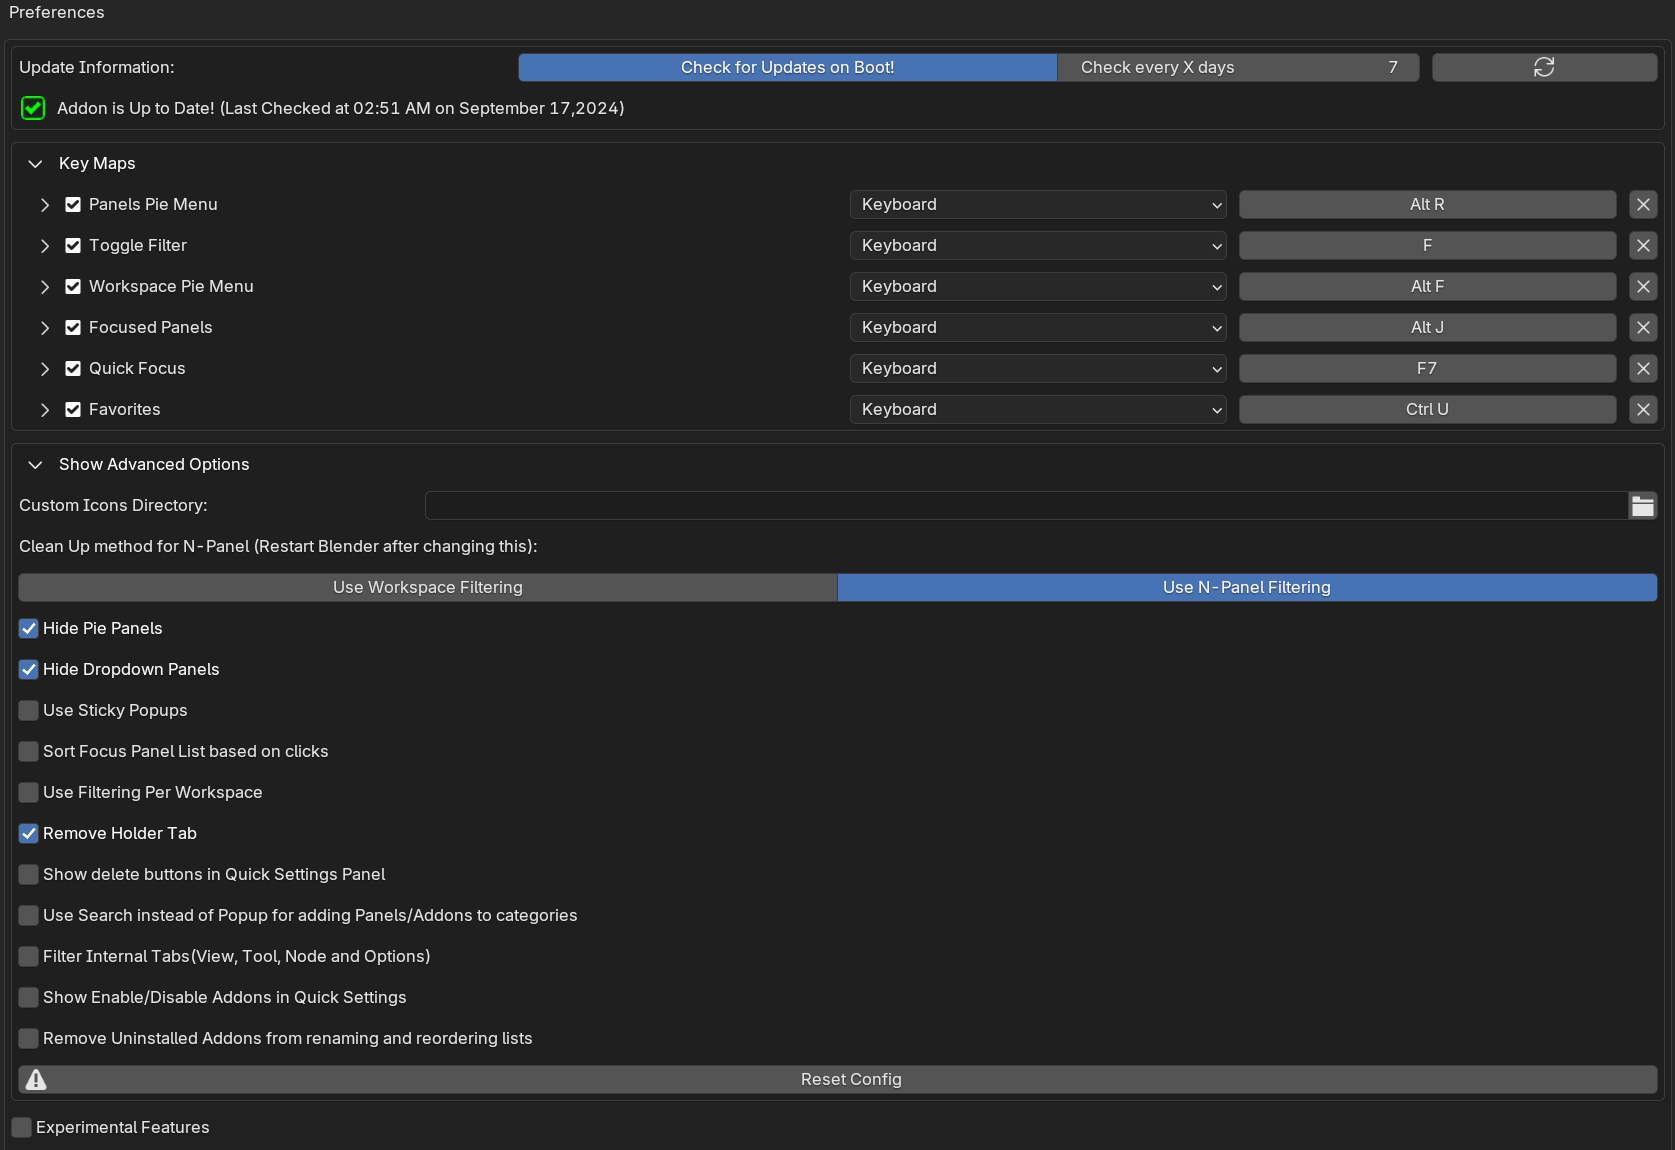 Preferences
Update Information: Check for Updates on Boot! Check every X days 7
Addon is Up to Date! (Last Checked at 02:51 AM on September 17,2024)
Key Maps
Panels Pie Menu Keyboard Alt R
Toggle Filter Keyboard F
Workspace Pie Menu Keyboard Alt F
Focused Panels Keyboard Alt J
Quick Focus Keyboard F7
Favorites Keyboard Ctrl U
Show Advanced Options
Custom Icons Directory:
Clean Up method for N-Panel (Restart Blender after changing this):
Use Workspace Filtering Use N-Panel Filtering
Hide Pie Panels
Hide Dropdown Panels
Use Sticky Popups
Sort Focus Panel List based on clicks
Use Filtering Per Workspace
Remove Holder Tab
Show delete buttons in Quick Settings Panel
Use Search instead of Popup for adding Panels/Addons to categories
Filter Internal Tabs(View, Tool, Node and Options)
Show Enable/Disable Addons in Quick Settings
Remove Uninstalled Addons from renaming and reordering lists
Reset Config
Experimental Features